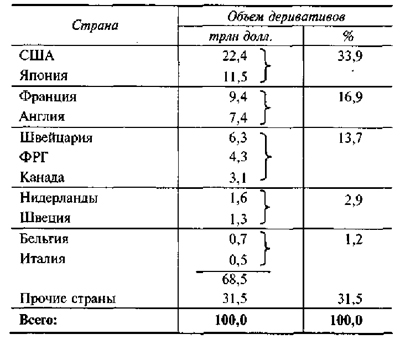 Страна Объем деривативов
трлн долл. %
США 22,4 33,9
Япония 11,5
Франция 9,4 16,9
Англия 7,4
Швейцария 6,3 13,7
ФРГ 4,3
Канада 3,1
Нидерланды 1,6 2,9
Швеция 1,3
Бельгия 0,7 1,2
Италия 0,5
68,5
Прочие страны 31,5 31,5
Всего: 100,0 100,0